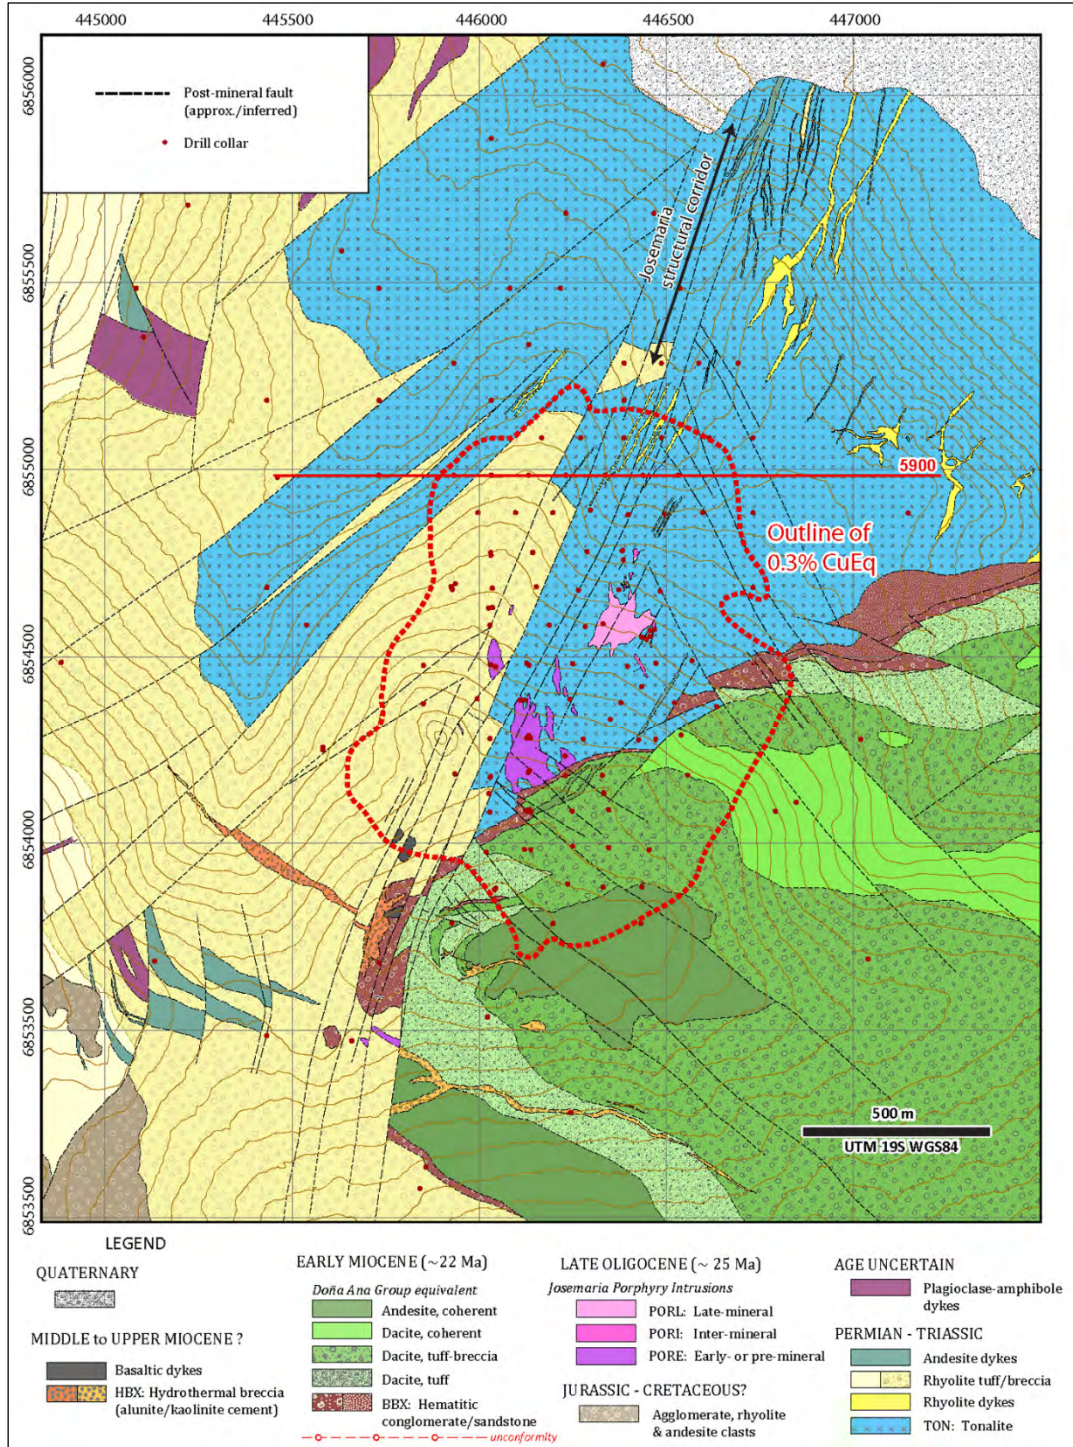 445000 445500 446000 446500 447000
6856000
6855500
6855000
6854500
6854000
6853500
6853500
Post-mineral fault
(approx./inferred)
Drill collar
Josemaria
structural corridor
5900
Outline of
0.3% CuEq
500 m
UTM 19S WGS84
LEGEND
QUATERNARY
MIDDLE to UPPER MIOCENE ?
Basaltic dykes
HBX: Hydrothermal breccia
(alunite/kaolinite cement)
EARLY MIOCENE (~22 Ma)
Doña Ana Group equivalent
Andesite, coherent
Dacite, coherent
Dacite, tuff-breccia
Dacite, tuff
BBX: Hematitic
conglomerate/sandstone
unconformity
LATE OLIGOCENE (~ 25 Ma)
Josemaria Porphyry Intrusions
PORL: Late-mineral
PORI: Inter-mineral
PORE: Early- or pre-mineral
JURASSIC - CRETACEOUS?
Agglomerate, rhyolite
& andesite clasts
AGE UNCERTAIN
Plagioclase-amphibole
dykes
PERMIAN - TRIASSIC
Andesite dykes
Rhyolite tuff/breccia
Rhyolite dykes
TON: Tonalite